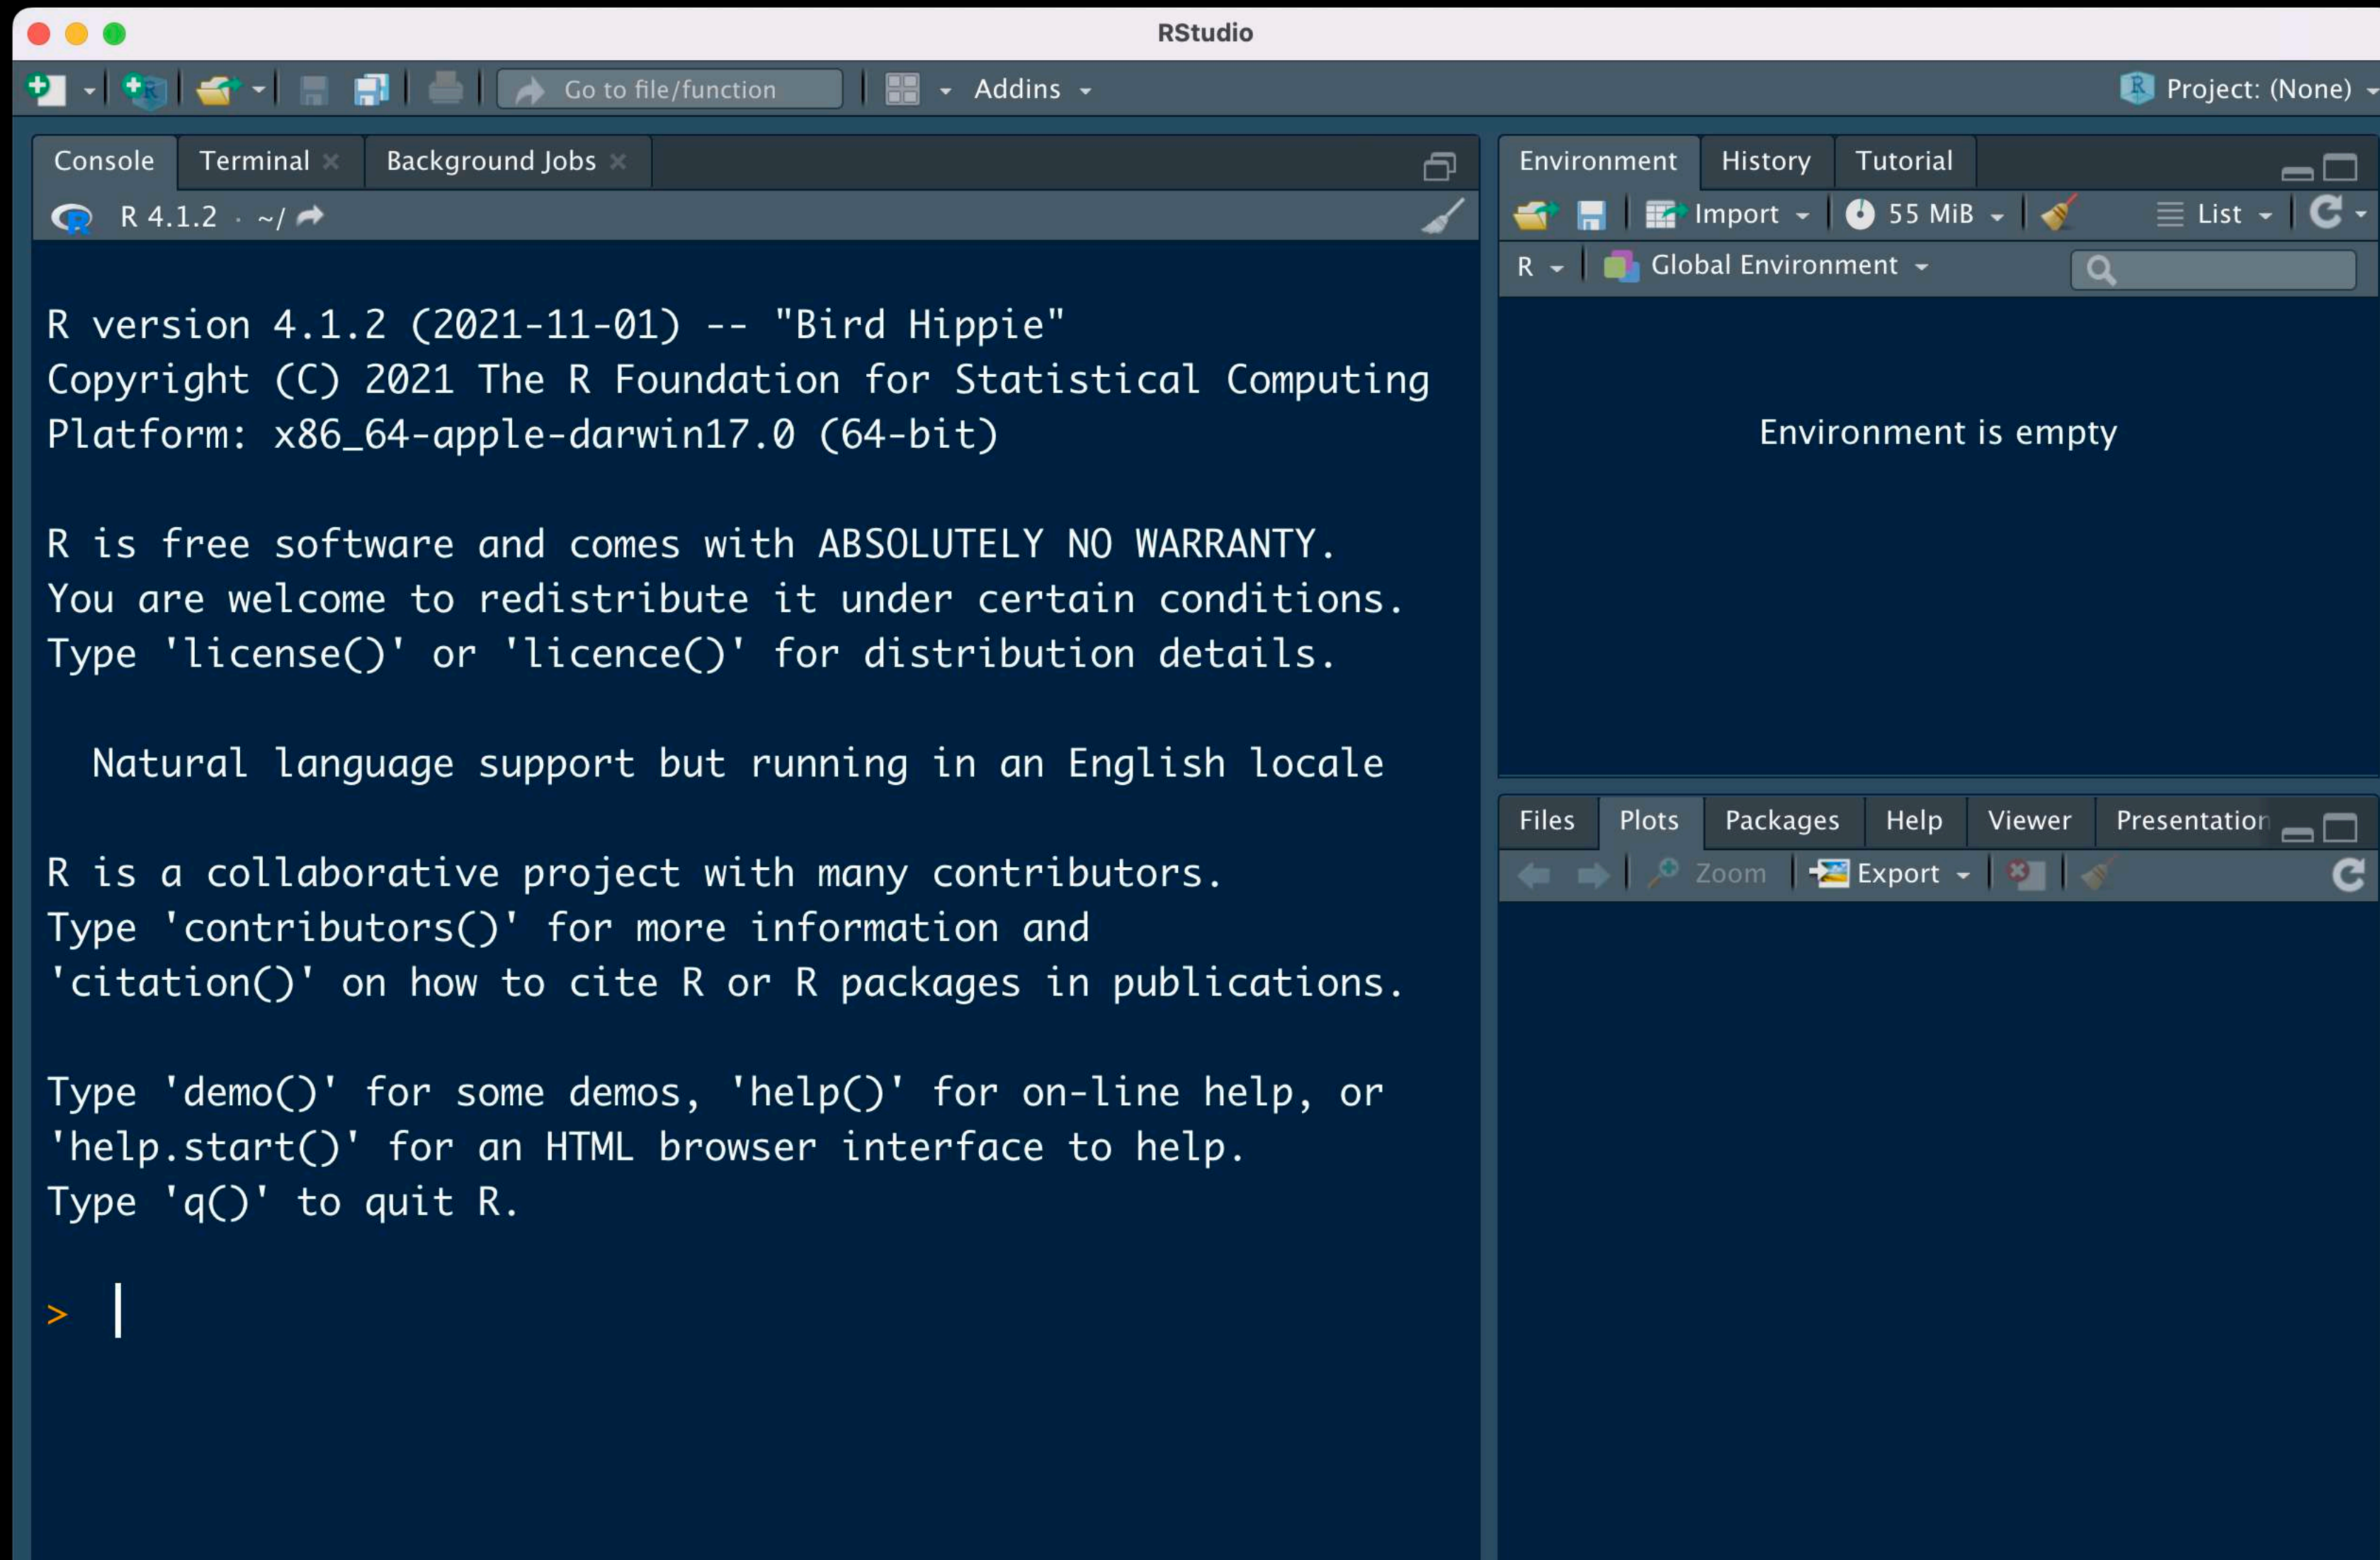 RStudio
Go to file/function
Addins
Project: (None)
Console
Terminal
Background Jobs
R 4.1.2 · ~/
R version 4.1.2 (2021-11-01) -- "Bird Hippie"
Copyright (C) 2021 The R Foundation for Statistical Computing
Platform: x86_64-apple-darwin17.0 (64-bit)
R is free software and comes with ABSOLUTELY NO WARRANTY.
You are welcome to redistribute it under certain conditions.
Type 'license()' or 'licence()' for distribution details.
Natural language support but running in an English locale
R is a collaborative project with many contributors.
Type 'contributors()' for more information and
'citation()' on how to cite R or R packages in publications.
Type 'demo()' for some demos, 'help()' for on-line help, or
'help.start()' for an HTML browser interface to help.
Type 'q()' to quit R.
>
Environment
History
Tutorial
Import
55 MiB
List
R
Global Environment
Environment is empty
Files
Plots
Packages
Help
Viewer
Presentation
Zoom
Export